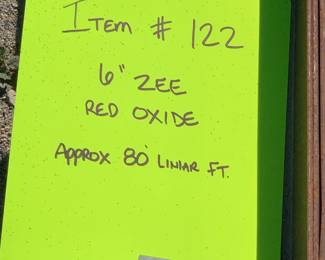 Item # 122
6" ZEE
RED OXIDE
Approx 80' LINIAR FT.